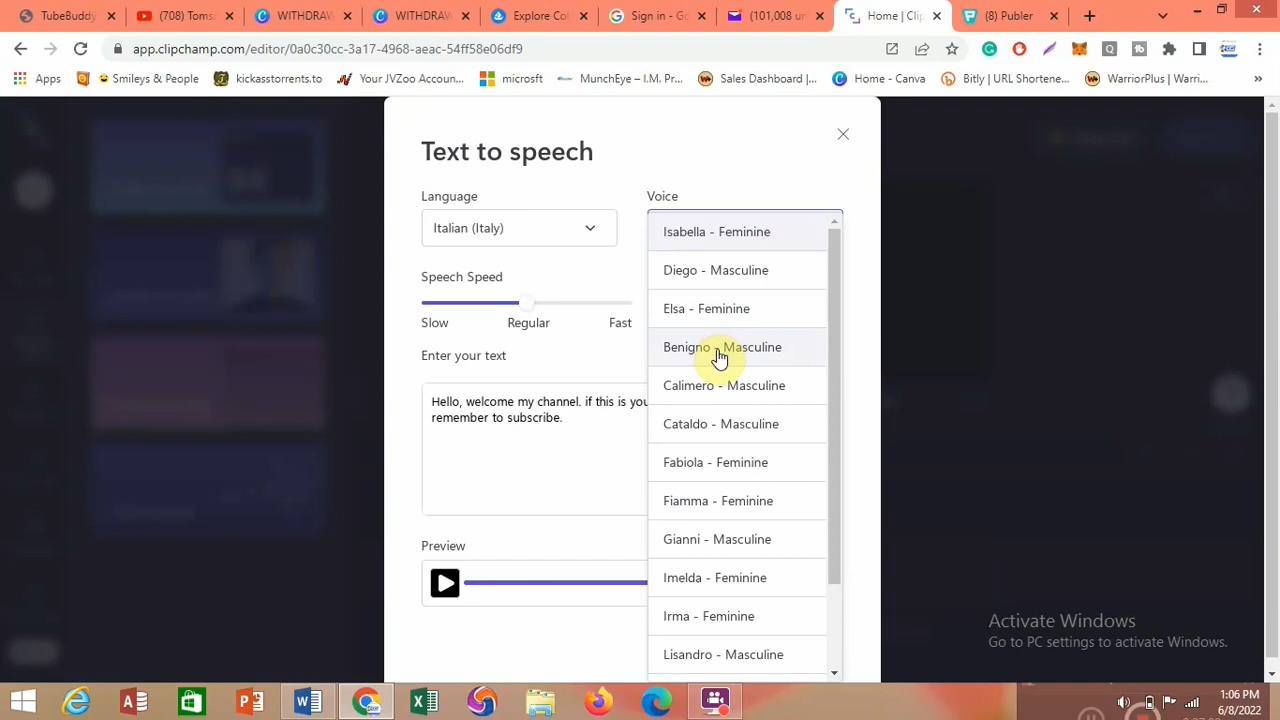 TubeBuddy
(708) Toms
WITHDRAW
WITHDRAW
Explore Col
Sign in - Go
(101,008 un
Home | Clip
(8) Publer
app.clipchamp.com/editor/0a0c30cc-3a17-4968-aeac-54ff58e06df9
Apps
Smileys & People
kickasstorrents.to
Your JVZoo Accoun...
microsft
MunchEye – I.M. Pr...
Sales Dashboard |...
Home - Canva
Bitly | URL Shortene...
WarriorPlus | Warri...
»
Text to speech
Language
Voice
Italian (Italy)
Isabella - Feminine
Diego - Masculine
Speech Speed
Elsa - Feminine
Slow
Regular
Fast
Benigno - Masculine
Enter your text
Calimero - Masculine
Hello, welcome my channel. if this is you
remember to subscribe.
Cataldo - Masculine
Fabiola - Feminine
Fiamma - Feminine
Gianni - Masculine
Preview
Imelda - Feminine
Irma - Feminine
Lisandro - Masculine
Activate Windows
Go to PC settings to activate Windows.
1:06 PM
6/8/2022